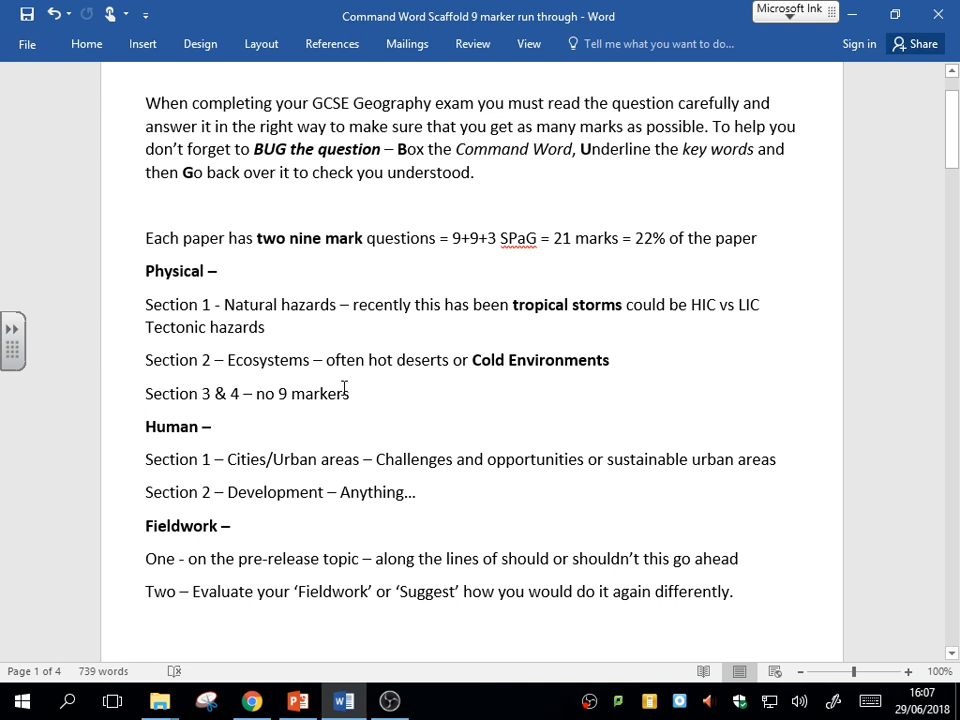 Command Word Scaffold 9 marker run through - Word
Microsoft Ink
File Home Insert Design Layout References Mailings Review View Tell me what you want to do... Sign in Share
When completing your GCSE Geography exam you must read the question carefully and
answer it in the right way to make sure that you get as many marks as possible. To help you
don’t forget to BUG the question – Box the Command Word, Underline the key words and
then Go back over it to check you understood.
Each paper has two nine mark questions = 9+9+3 SPaG = 21 marks = 22% of the paper
Physical –
Section 1 - Natural hazards – recently this has been tropical storms could be HIC vs LIC
Tectonic hazards
Section 2 – Ecosystems – often hot deserts or Cold Environments
Section 3 & 4 – no 9 markers
Human –
Section 1 – Cities/Urban areas – Challenges and opportunities or sustainable urban areas
Section 2 – Development – Anything...
Fieldwork –
One - on the pre-release topic – along the lines of should or shouldn’t this go ahead
Two – Evaluate your ‘Fieldwork’ or ‘Suggest’ how you would do it again differently.
Page 1 of 4 739 words 100%
16:07
29/06/2018